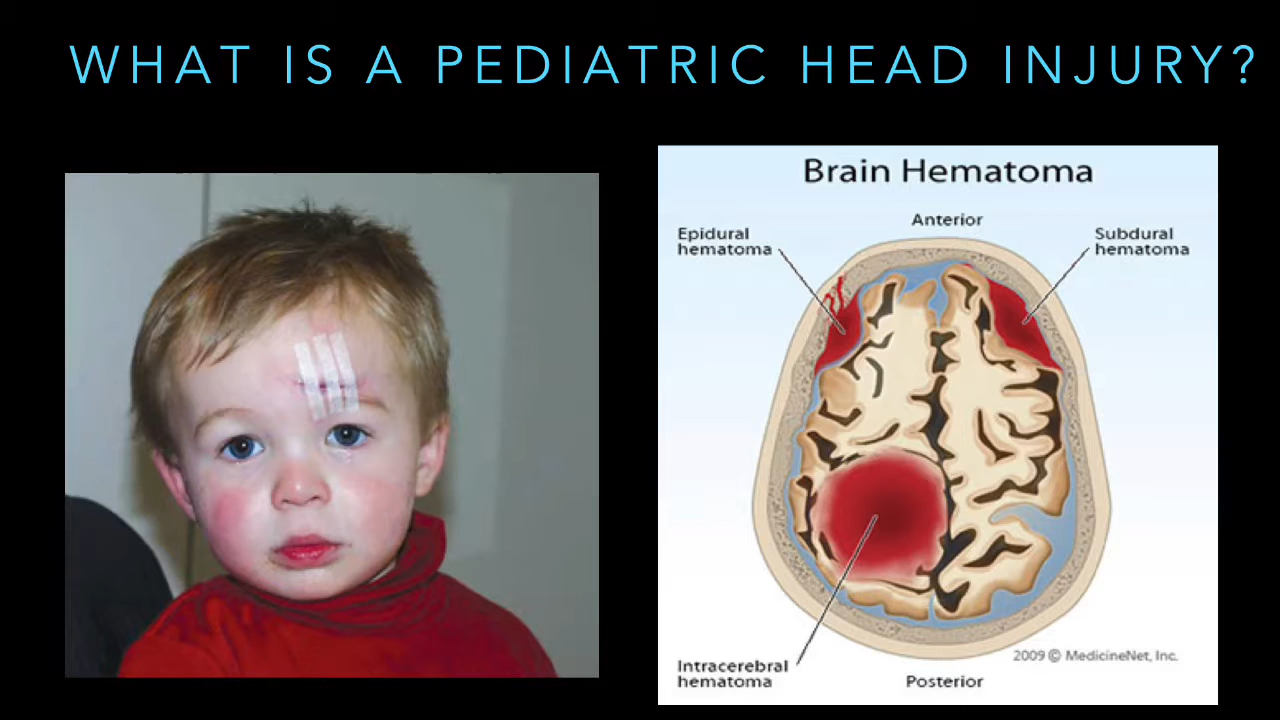 WHAT IS A PEDIATRIC HEAD INJURY?
Brain Hematoma
Anterior
Epidural
hematoma
Subdural
hematoma
Intracerebral
hematoma
Posterior
2009 © MedicineNet, Inc.